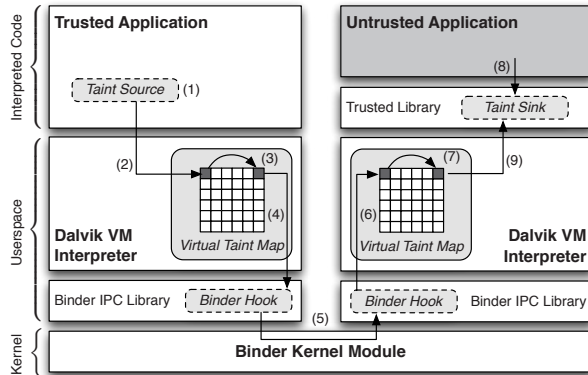 Interpreted Code
Trusted Application
Taint Source
(1)
(2)
Untrusted Application
(8)
Trusted Library
Taint Sink
(9)
Userspace
(3)
(4)
Virtual Taint Map
Dalvik VM
Interpreter
(7)
(6)
Virtual Taint Map
Dalvik VM
Interpreter
Binder IPC Library
Binder Hook
(5)
Binder Hook
Binder IPC Library
Kernel
Binder Kernel Module